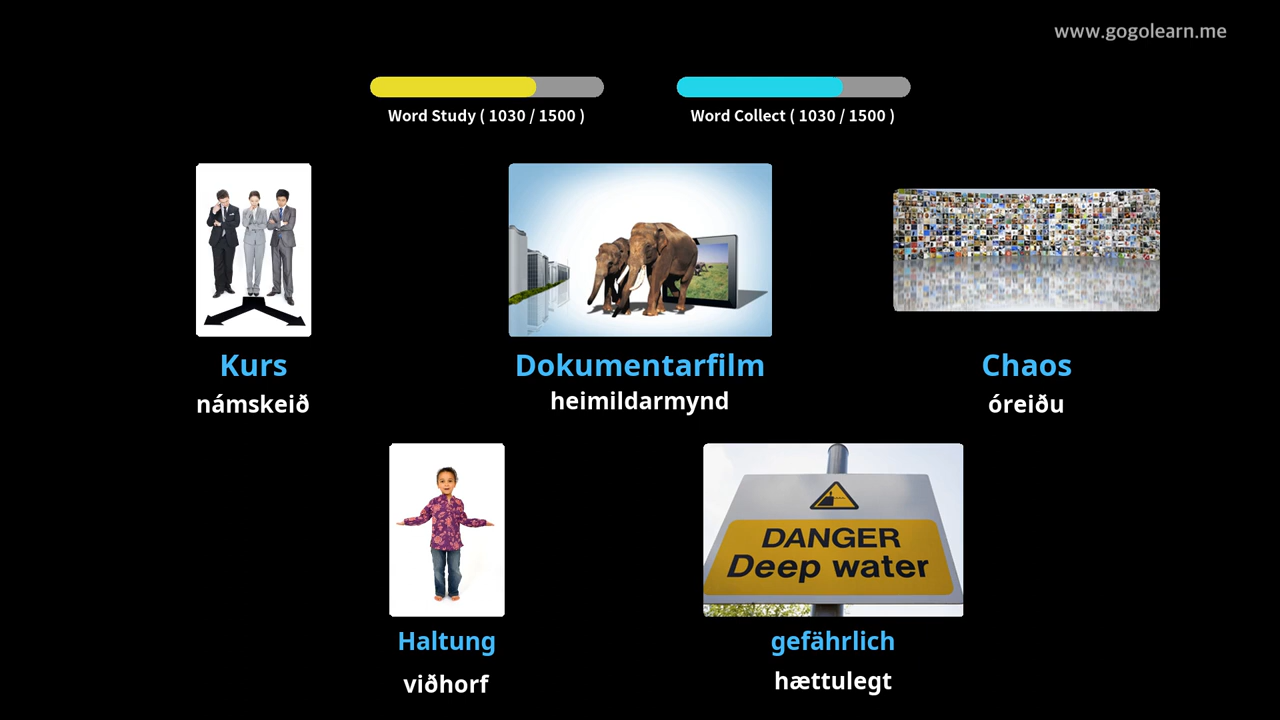 www.gogolearn.me
Word Study ( 1030 / 1500 )
Word Collect ( 1030 / 1500 )
Kurs
námskeið
Dokumentarfilm
heimildarmynd
Chaos
óreiðu
DANGER
Deep water
Haltung
viðhorf
gefährlich
hættulegt